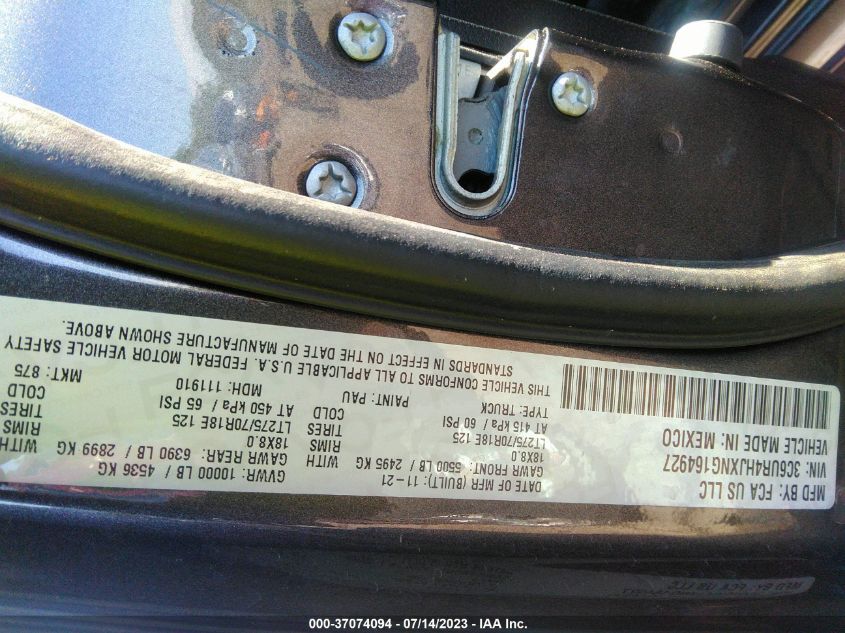 MFD BY: FCA US LLC
DATE OF MFR (BUILT): 11-21
GVWR: 10000 LB / 4536 KG
VIN: 3C6UR4HJXNG164927
GAWR FRONT: 5500 LB / 2495 KG WITH
GAWR REAR: 6390 LB / 2899 KG WITH
VEHICLE MADE IN: MEXICO
18X8.0 RIMS
18X8.0 RIMS
LT275/70R18E 125 TIRES
LT275/70R18E 125 TIRES
AT 415 kPa / 60 PSI COLD
AT 450 kPa / 65 PSI COLD
TYPE: TRUCK
PAINT: PAU
MDH: 111910
MKT: 875
THIS VEHICLE CONFORMS TO ALL APPLICABLE U.S.A. FEDERAL MOTOR VEHICLE SAFETY
STANDARDS IN EFFECT ON THE DATE OF MANUFACTURE SHOWN ABOVE.
000-37074094 - 07/14/2023 - IAA Inc.